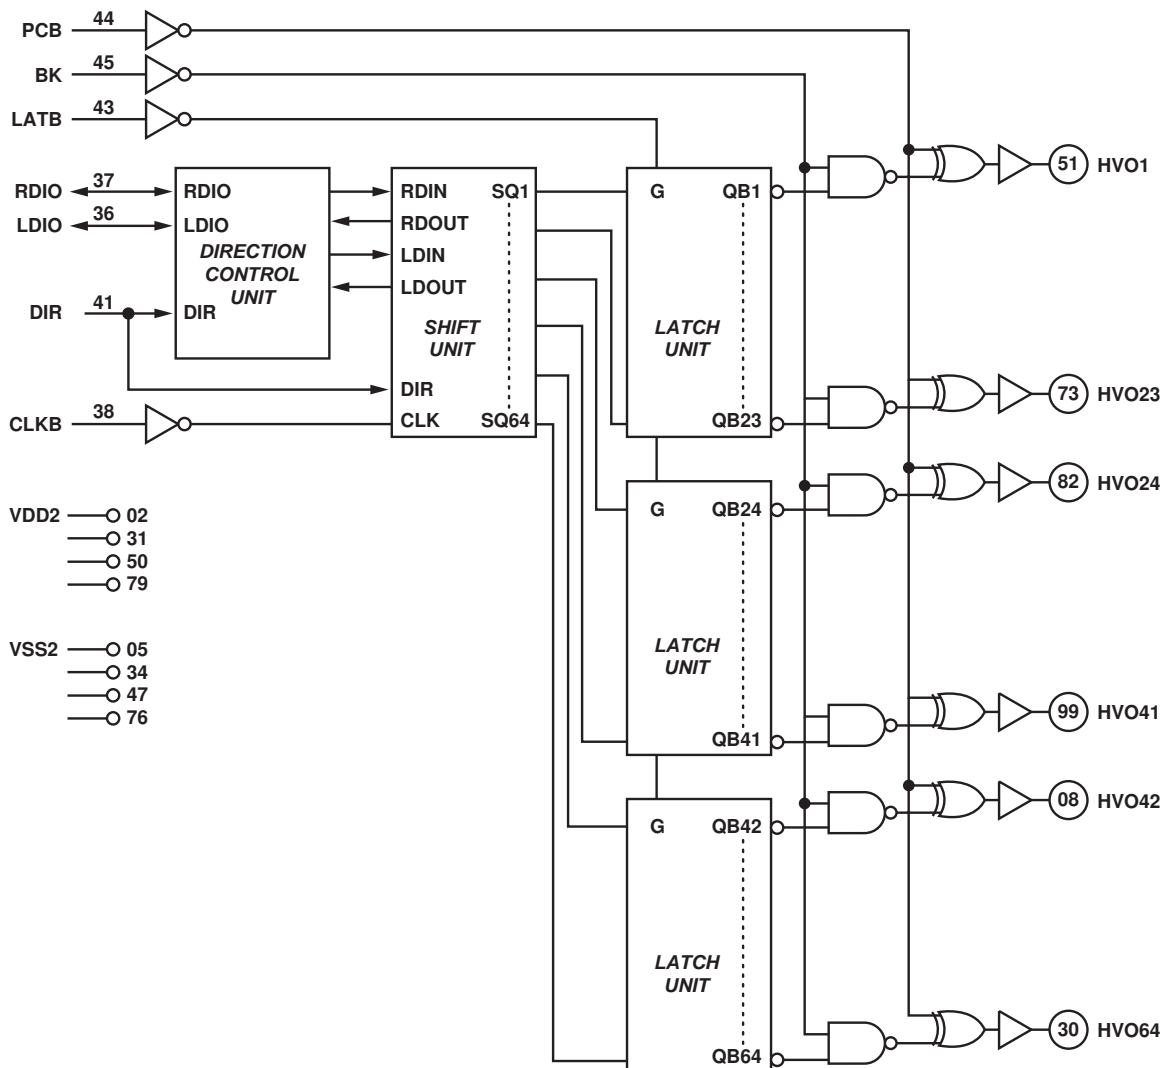 PCB 44
BK 45
LATB 43
RDIO 37 RDIO RDIN SQ1 G QB1 51 HVO1
LDIO 36 LDIO RDOUT
DIRECTION CONTROL UNIT LDIN
LDOUT
DIR 41 DIR SHIFT UNIT LATCH UNIT
DIR 73 HVO23
CLKB 38 CLK SQ64 QB23
G QB24 82 HVO24
VDD2 02
31
50
79
VSS2 05 LATCH UNIT
34
47 99 HVO41
76 QB41
G QB42 08 HVO42
LATCH UNIT
30 HVO64
QB64